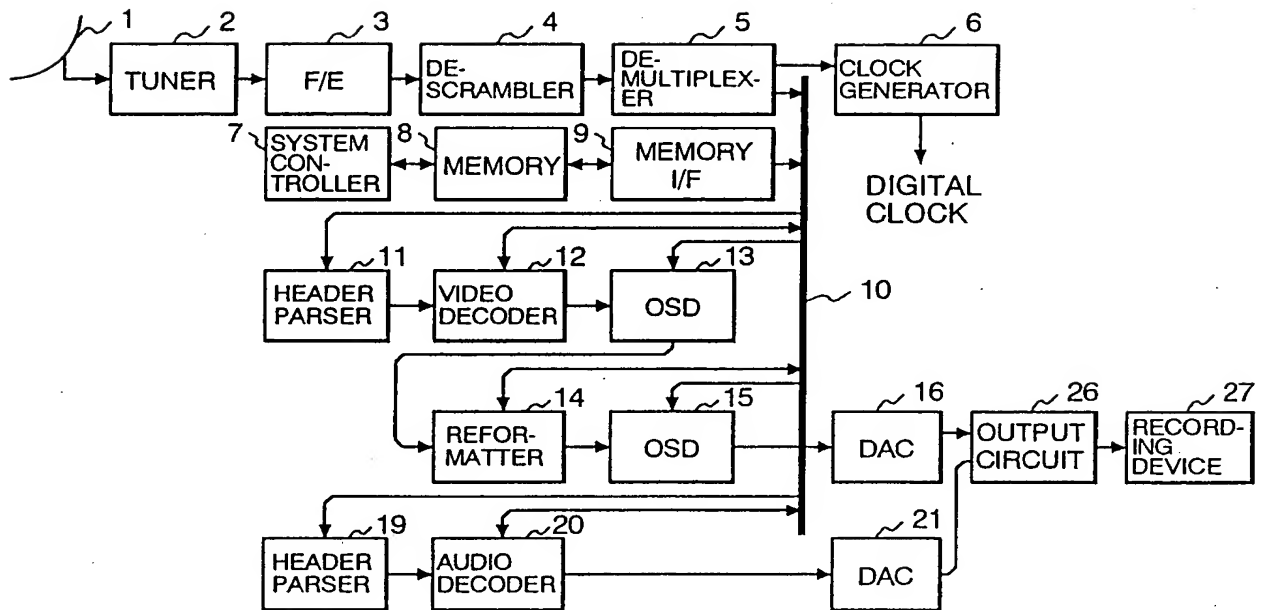 1
2
3
4
5
6
TUNER
F/E
DE-
SCRAMBLER
DE-
MULTIPLEX-
ER
CLOCK
GENERATOR
7
SYSTEM
CON-
TROLLER
8
MEMORY
9
MEMORY
I/F
DIGITAL
CLOCK
11
HEADER
PARSER
12
VIDEO
DECODER
13
OSD
10
14
REFOR-
MATTER
15
OSD
16
DAC
26
OUTPUT
CIRCUIT
27
RECORD-
ING
DEVICE
19
HEADER
PARSER
20
AUDIO
DECODER
21
DAC